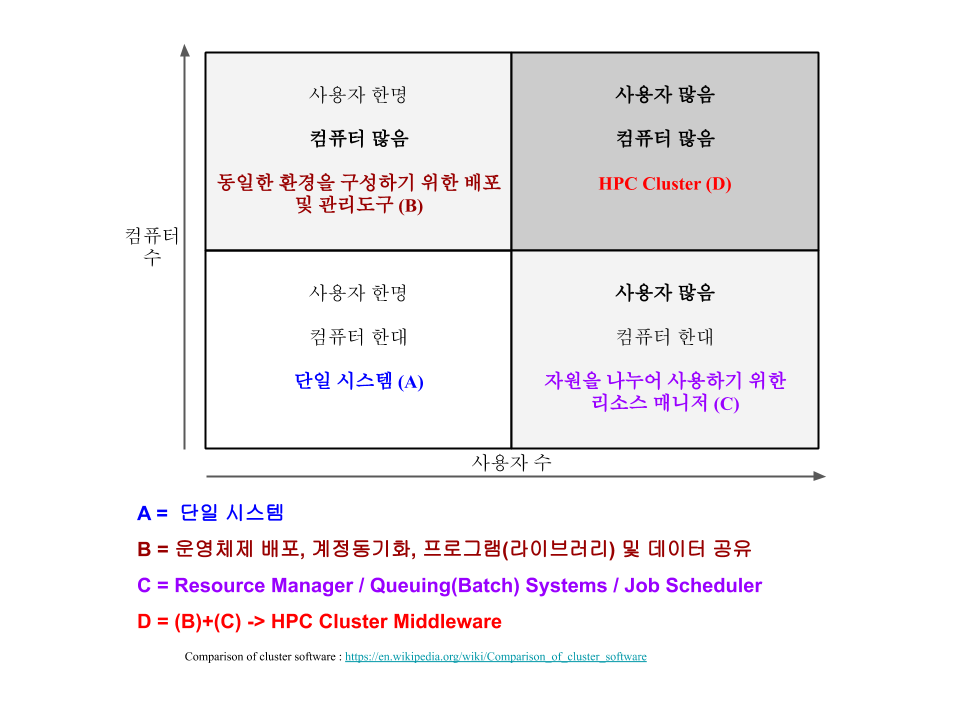 사용자 한명
컴퓨터 많음
동일한 환경을 구성하기 위한 배포
및 관리도구 (B)
사용자 많음
컴퓨터 많음
HPC Cluster (D)
컴퓨터
수
사용자 한명
컴퓨터 한대
단일 시스템 (A)
사용자 많음
컴퓨터 한대
자원을 나누어 사용하기 위한
리소스 매니저 (C)
사용자 수
A = 단일 시스템
B = 운영체제 배포, 계정동기화, 프로그램(라이브러리) 및 데이터 공유
C = Resource Manager / Queuing(Batch) Systems / Job Scheduler
D = (B)+(C) -> HPC Cluster Middleware
Comparison of cluster software : https://en.wikipedia.org/wiki/Comparison_of_cluster_software